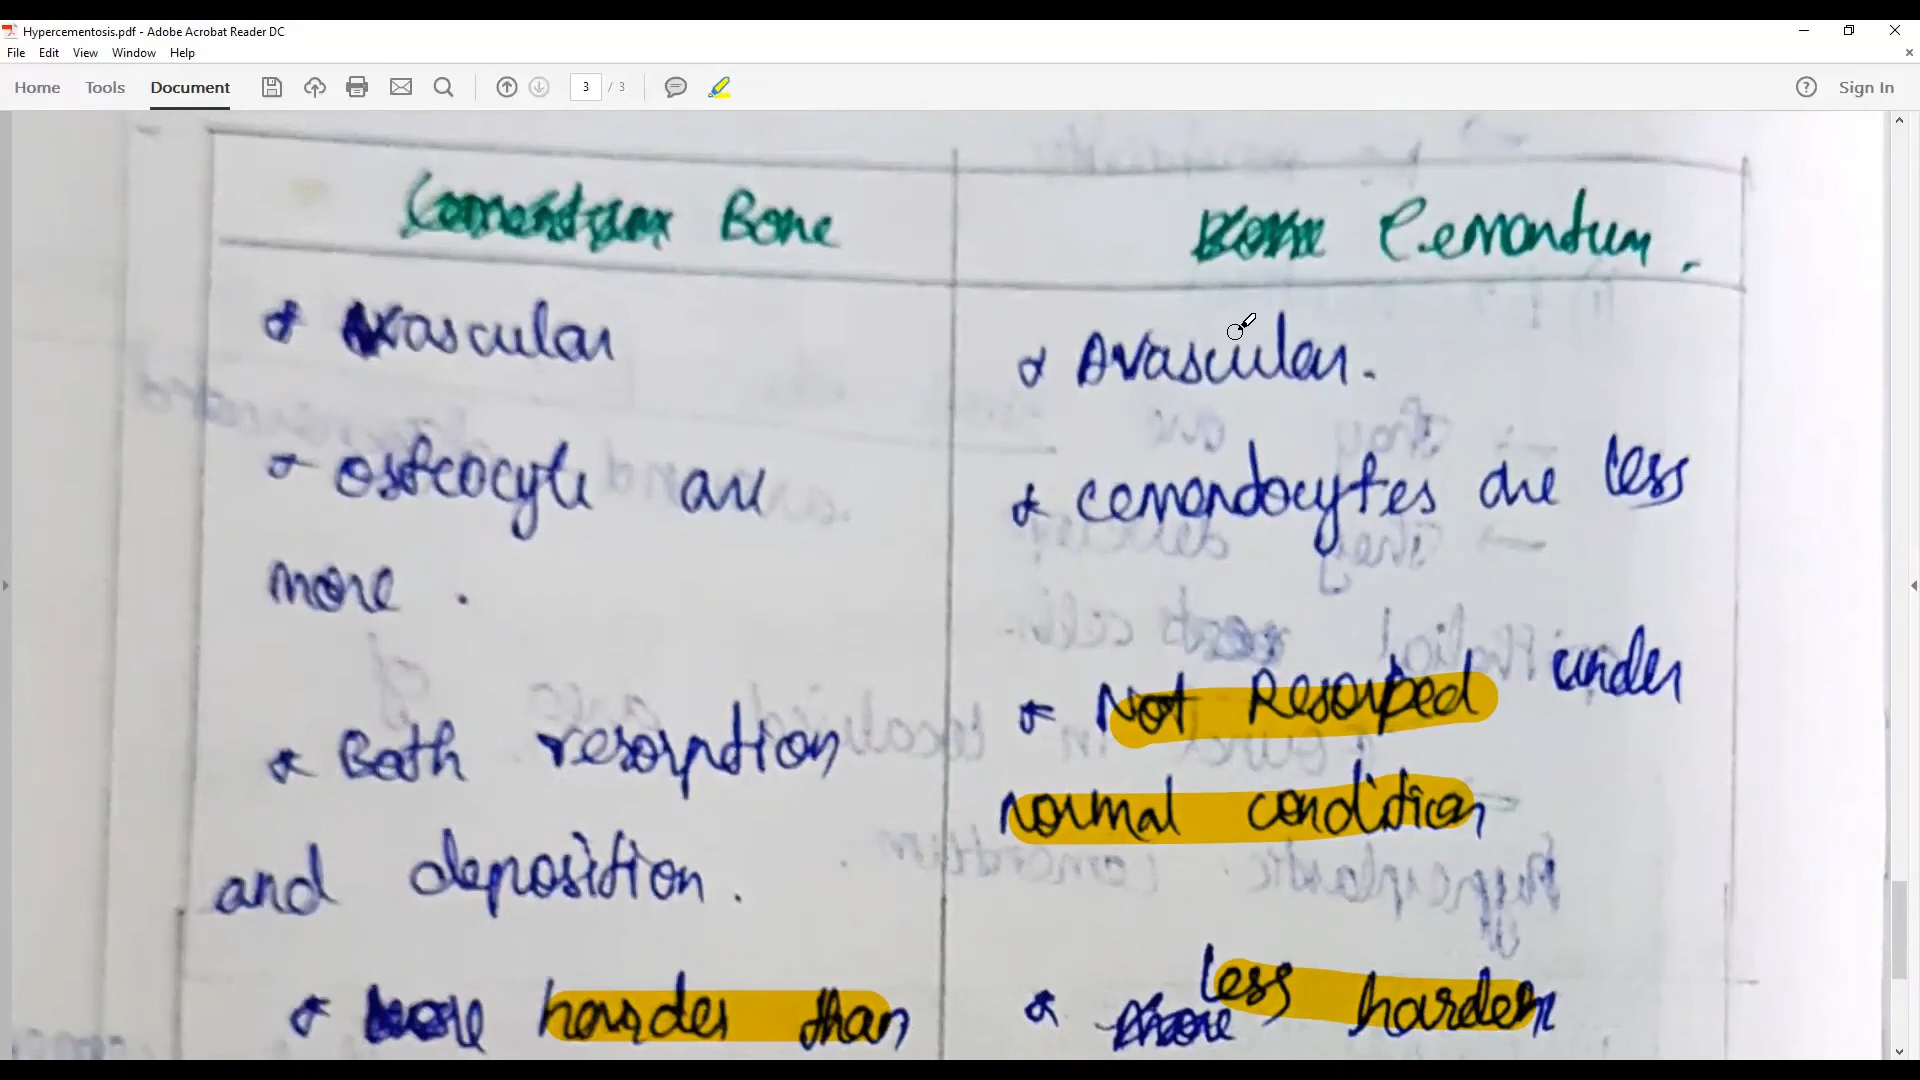 Hypercementosis.pdf - Adobe Acrobat Reader DC
File Edit View Window Help
Home Tools Document 3 / 3 Sign In
Bone
Cementum.
vascular
Avascular.
osteocyte are
more.
cementocytes are less
Both resorption
and deposition.
Not Resorbed under
normal condition
harder than
less harder